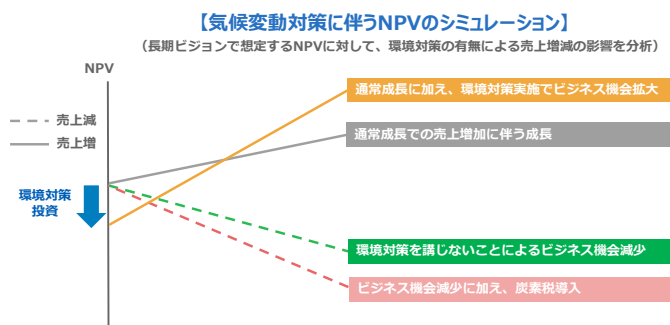 【気候変動対策に伴うNPVのシミュレーション】
（長期ビジョンで想定するNPVに対して、環境対策の有無による売上増減の影響を分析）
NPV
通常成長に加え、環境対策実施でビジネス機会拡大
売上減
通常成長での売上増加に伴う成長
売上増
環境対策
投資
環境対策を講じないことによるビジネス機会減少
ビジネス機会減少に加え、炭素税導入